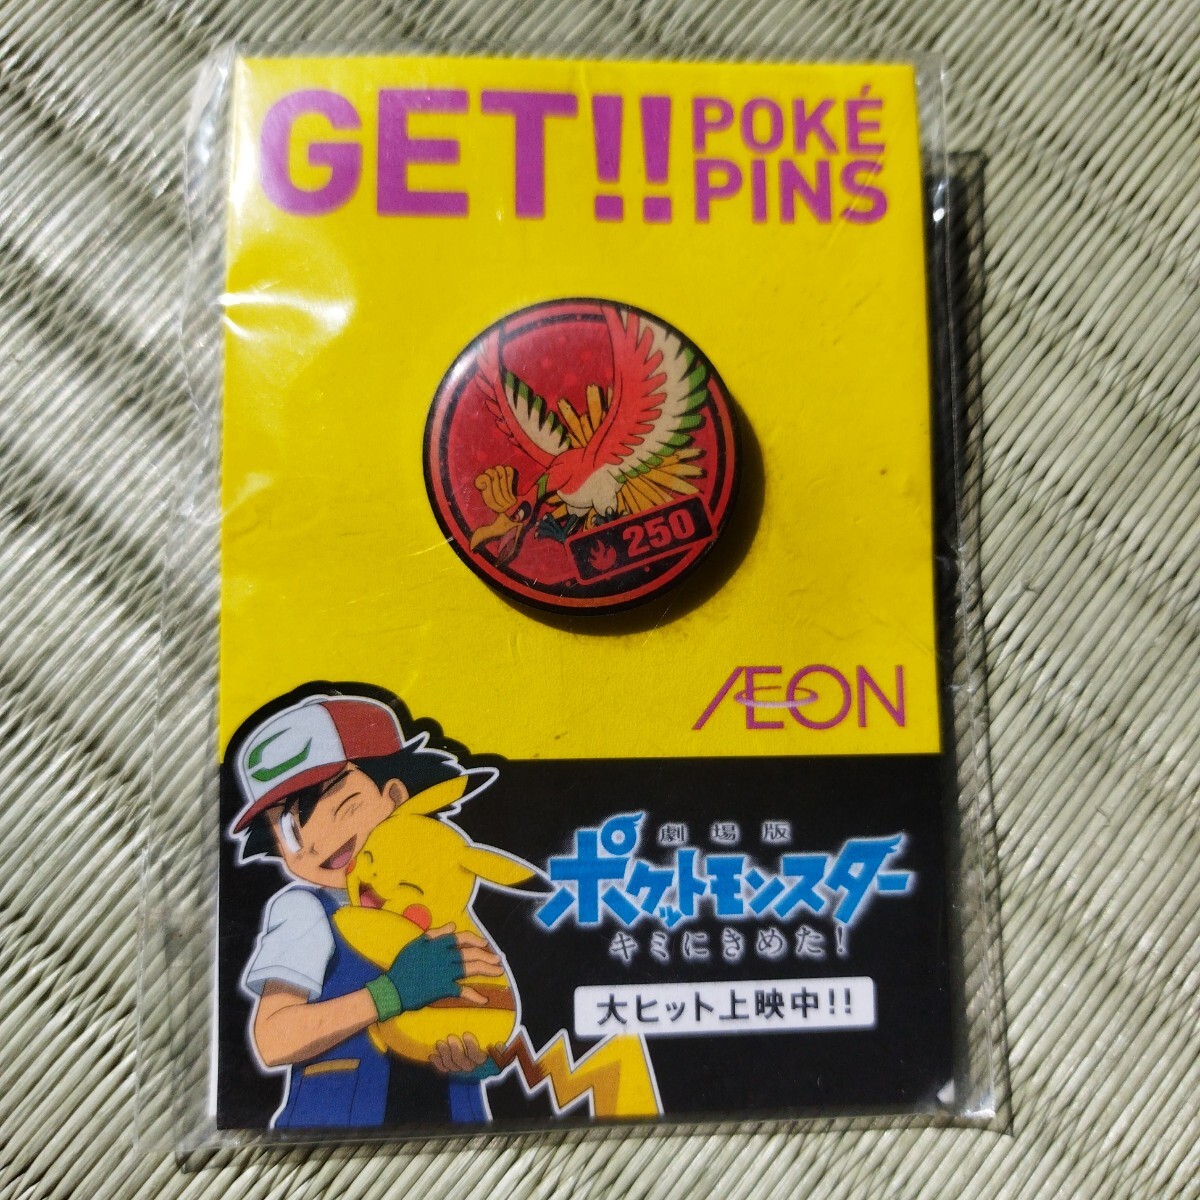 GET!! POKÉ
PINS
250
ÆON
劇場版
ポケットモンスター
キミにきめた!
大ヒット上映中!!